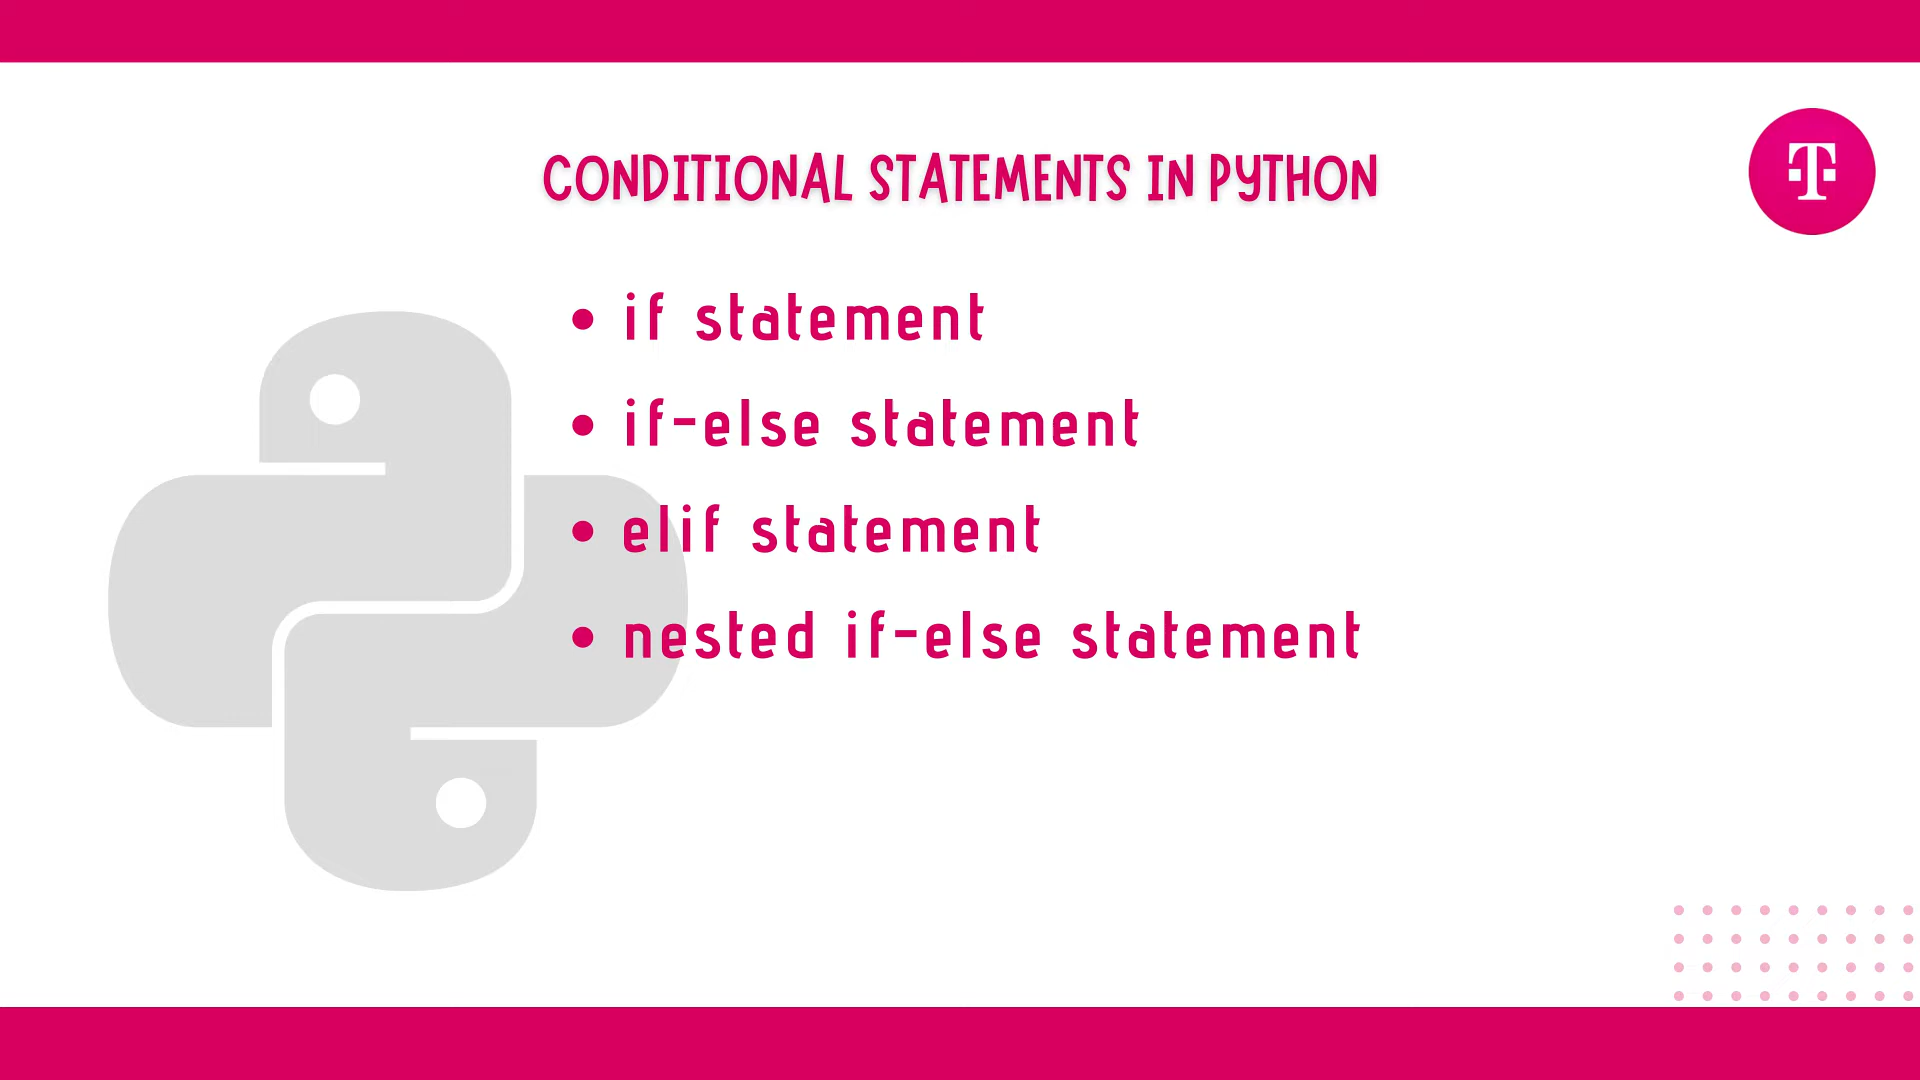 CONDITIONAL STATEMENTS IN PYTHON
T
• if statement
• if-else statement
• elif statement
• nested if-else statement